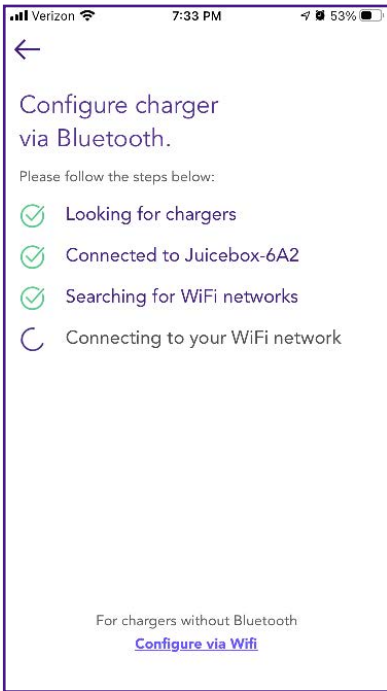 Verizon 7:33 PM 53%
Configure charger
via Bluetooth.
Please follow the steps below:
Looking for chargers
Connected to Juicebox-6A2
Searching for WiFi networks
Connecting to your WiFi network
For chargers without Bluetooth
Configure via Wifi